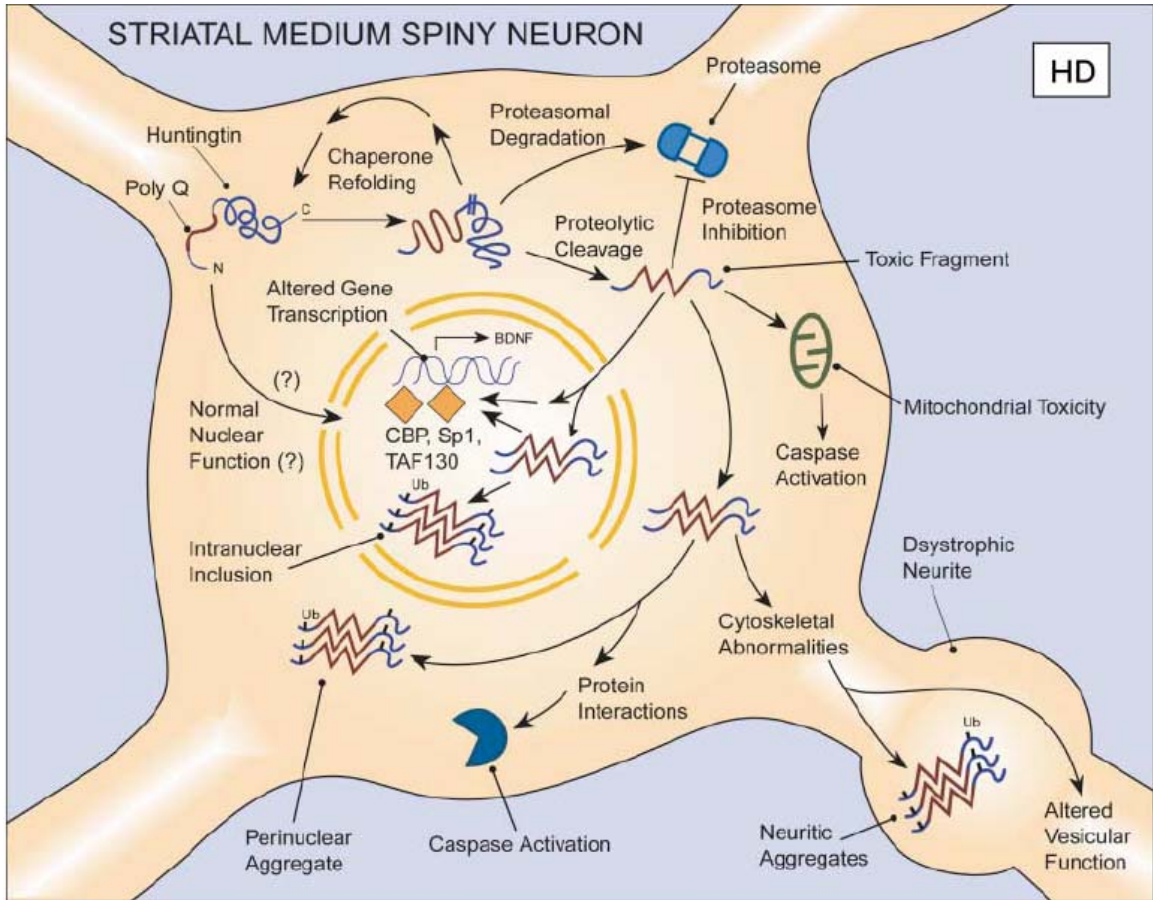 STRIATAL MEDIUM SPINY NEURON
HD
Proteasome
Huntingtin
Proteasomal
Degradation
Chaperone
Refolding
Poly Q
C
N
Proteolytic
Cleavage
Proteasome
Inhibition
Toxic Fragment
Altered Gene
Transcription
BDNF
(?)
Normal
Nuclear
Function (?)
CBP, Sp1,
TAF130
Mitochondrial Toxicity
Caspase
Activation
Ub
Intranuclear
Inclusion
Dsystrophic
Neurite
Ub
Cytoskeletal
Abnormalities
Protein
Interactions
Ub
Perinuclear
Aggregate
Caspase Activation
Neuritic
Aggregates
Altered
Vesicular
Function